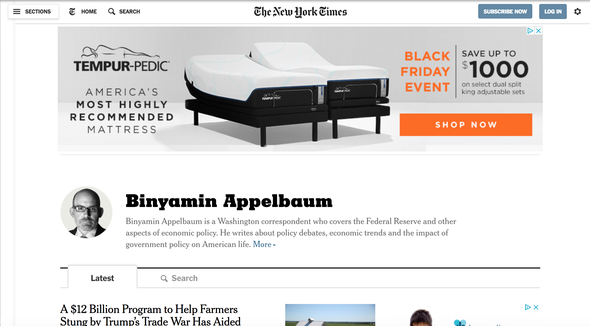 SECTIONS HOME SEARCH The New York Times SUBSCRIBE NOW LOG IN
TEMPUR-PEDIC
AMERICA'S
MOST HIGHLY
RECOMMENDED
MATTRESS
BLACK
FRIDAY
EVENT
SAVE UP TO
$1000
on select dual split
king adjustable sets
SHOP NOW
Binyamin Appelbaum
Binyamin Appelbaum is a Washington correspondent who covers the Federal Reserve and other
aspects of economic policy. He writes about policy debates, economic trends and the impact of
government policy on American life. More
Latest Search
A $12 Billion Program to Help Farmers
Stung by Trump's Trade War Has Aided